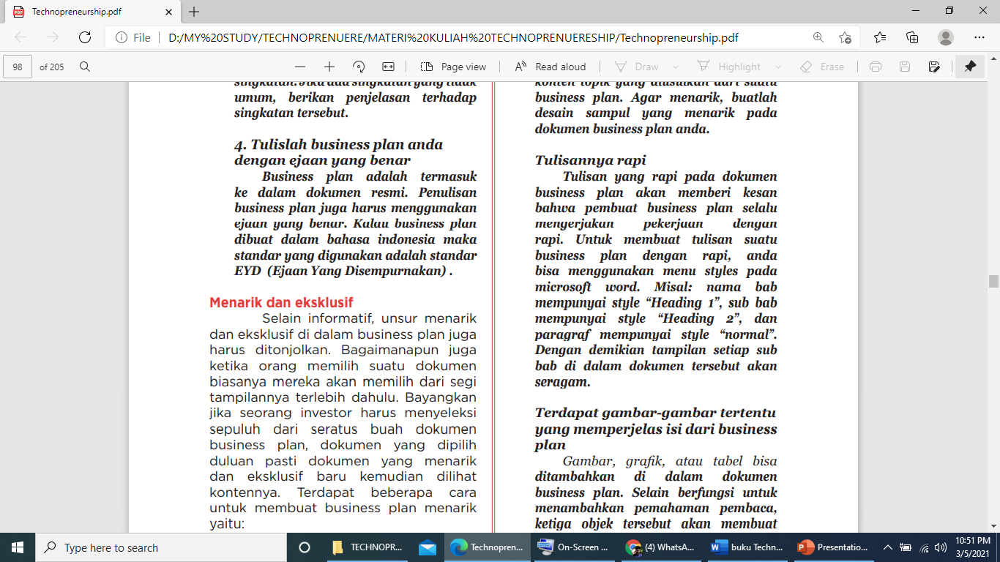 Technopreneurship.pdf
File
D:/MY%20STUDY/TECHNOPRENUERE/MATERI%20KULIAH%20TECHNOPRENUERESHIP/Technopreneurship.pdf
98 of 205
Page view
Read aloud
Draw
Highlight
Erase
singkatan. Jika ada singkatan yang tidak
umum, berikan penjelasan terhadap
singkatan tersebut.
4. Tulislah business plan anda
dengan ejaan yang benar
Business plan adalah termasuk
ke dalam dokumen resmi. Penulisan
business plan juga harus menggunakan
ejaan yang benar. Kulau business plan
dibuat dalam bahasa indonesia maka
standar yang digunakan adalah standar
EYD (Ejaan Yang Disempurnakan) .
Menarik dan eksklusif
Selain informatif, unsur menarik
dan eksklusif di dalam business plan juga
harus ditonjolkan. Bagaimanapun juga
ketika orang memilih suatu dokumen
biasanya mereka akan memilih dari segi
tampilannya terlebih dahulu. Bayangkan
jika seorang investor harus menyeleksi
sepuluh dari seratus buah dokumen
business plan, dokumen yang dipilih
duluan pasti dokumen yang menarik
dan eksklusif baru kemudian dilihat
kontennya. Terdapat beberapa cara
untuk membuat business plan menarik
yaitu:
konten topik yang diusulkan dari suatu
business plan. Agar menarik, buatlah
desain sampul yang menarik pada
dokumen business plan anda.
Tulisannya rapi
Tulisan yang rapi pada dokumen
business plan akan memberi kesan
bahwa pembuat business plan selalu
mengerjakan pekerjaan dengan
rapi. Untuk membuat tulisan suatu
business plan dengan rapi, anda
bisa menggunakan menu styles pada
microsoft word. Misal: nama bab
mempunyai style “Heading 1”, sub bab
mempunyai style “Heading 2”, dan
paragraf mempunyai style “normal”.
Dengan demikian tampilan setiap sub
bab di dalam dokumen tersebut akan
seragam.
Terdapat gambar-gambar tertentu
yang memperjelas isi dari business
plan
Gambar, grafik, atau tabel bisa
ditambahkan di dalam dokumen
business plan. Selain berfungsi untuk
menambahkan pemahaman pembaca,
ketiga objek tersebut akan membuat
Type here to search
TECHNOPR...
Technopren...
On-Screen ...
(4) WhatsA...
buku Techn...
Presentatio...
10:51 PM
3/5/2021